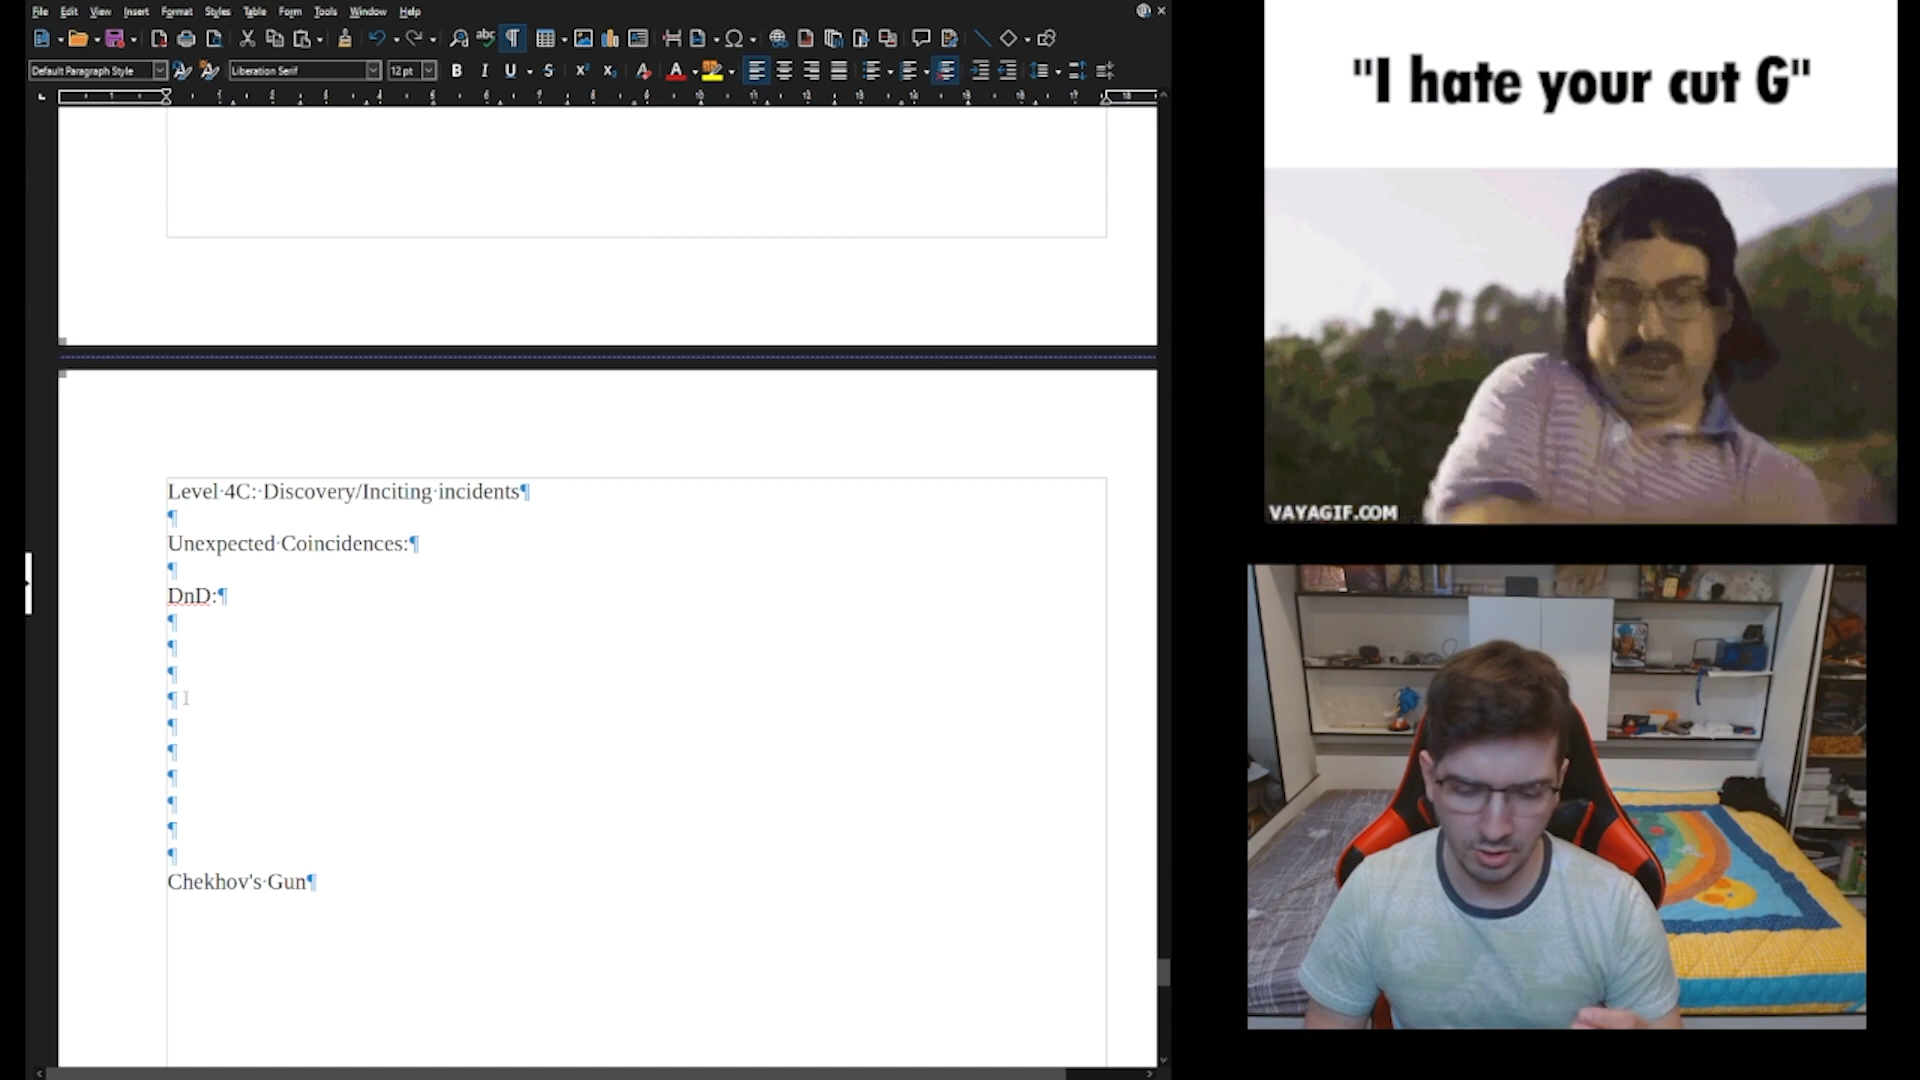 File Edit View Insert Format Styles Table Form Tools Window Help
Default Paragraph Style Liberation Serif 12 pt B I U S
Level 4C: Discovery/Inciting incidents¶
¶
Unexpected Coincidences:¶
¶
DnD:¶
¶
¶
¶
¶
¶
¶
¶
¶
¶
¶
Chekhov's Gun¶
"I hate your cut G"
VAYAGIF.COM